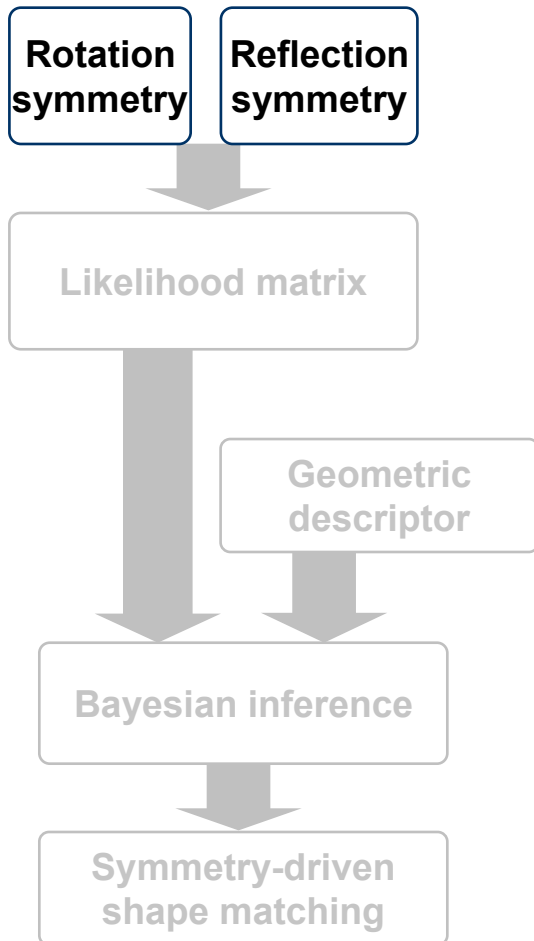 Rotation
symmetry
Reflection
symmetry
Likelihood matrix
Geometric
descriptor
Bayesian inference
Symmetry-driven
shape matching